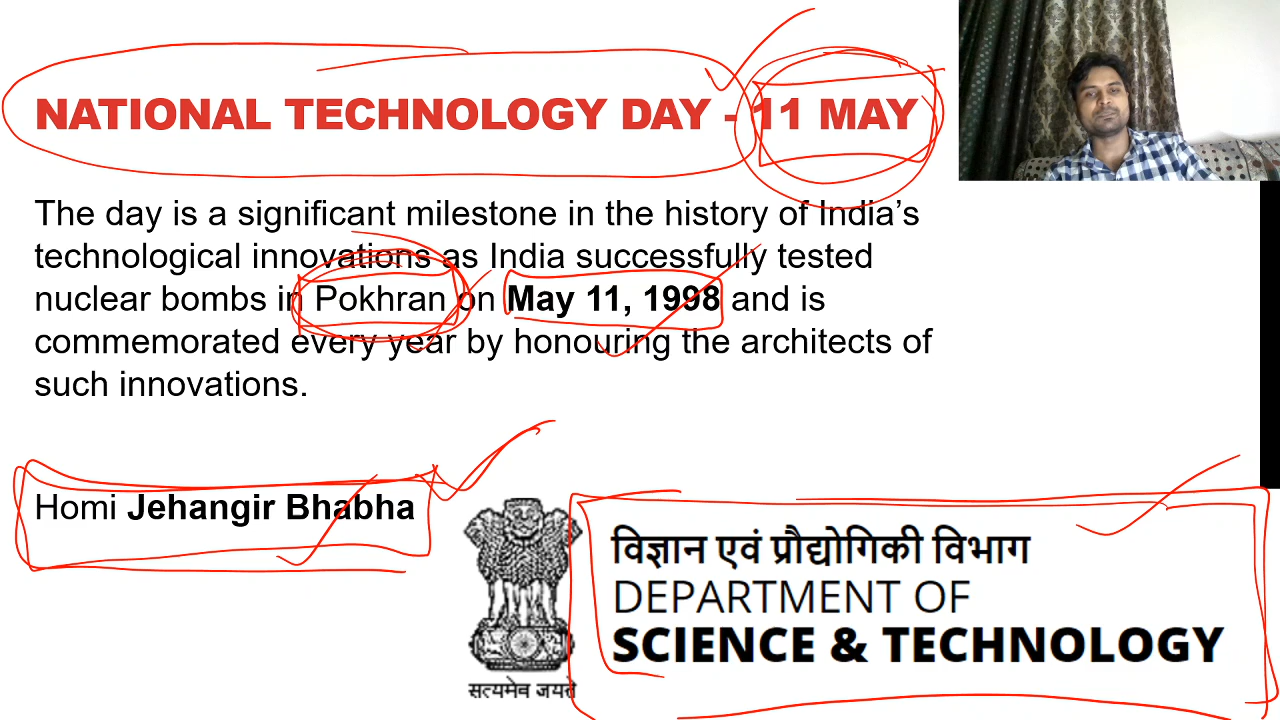 NATIONAL TECHNOLOGY DAY - 11 MAY
The day is a significant milestone in the history of India’s
technological innovations as India successfully tested
nuclear bombs in Pokhran on May 11, 1998 and is
commemorated every year by honouring the architects of
such innovations.
Homi Jehangir Bhabha
विज्ञान एवं प्रौद्योगिकी विभाग
DEPARTMENT OF
SCIENCE & TECHNOLOGY
सत्यमेव जयते